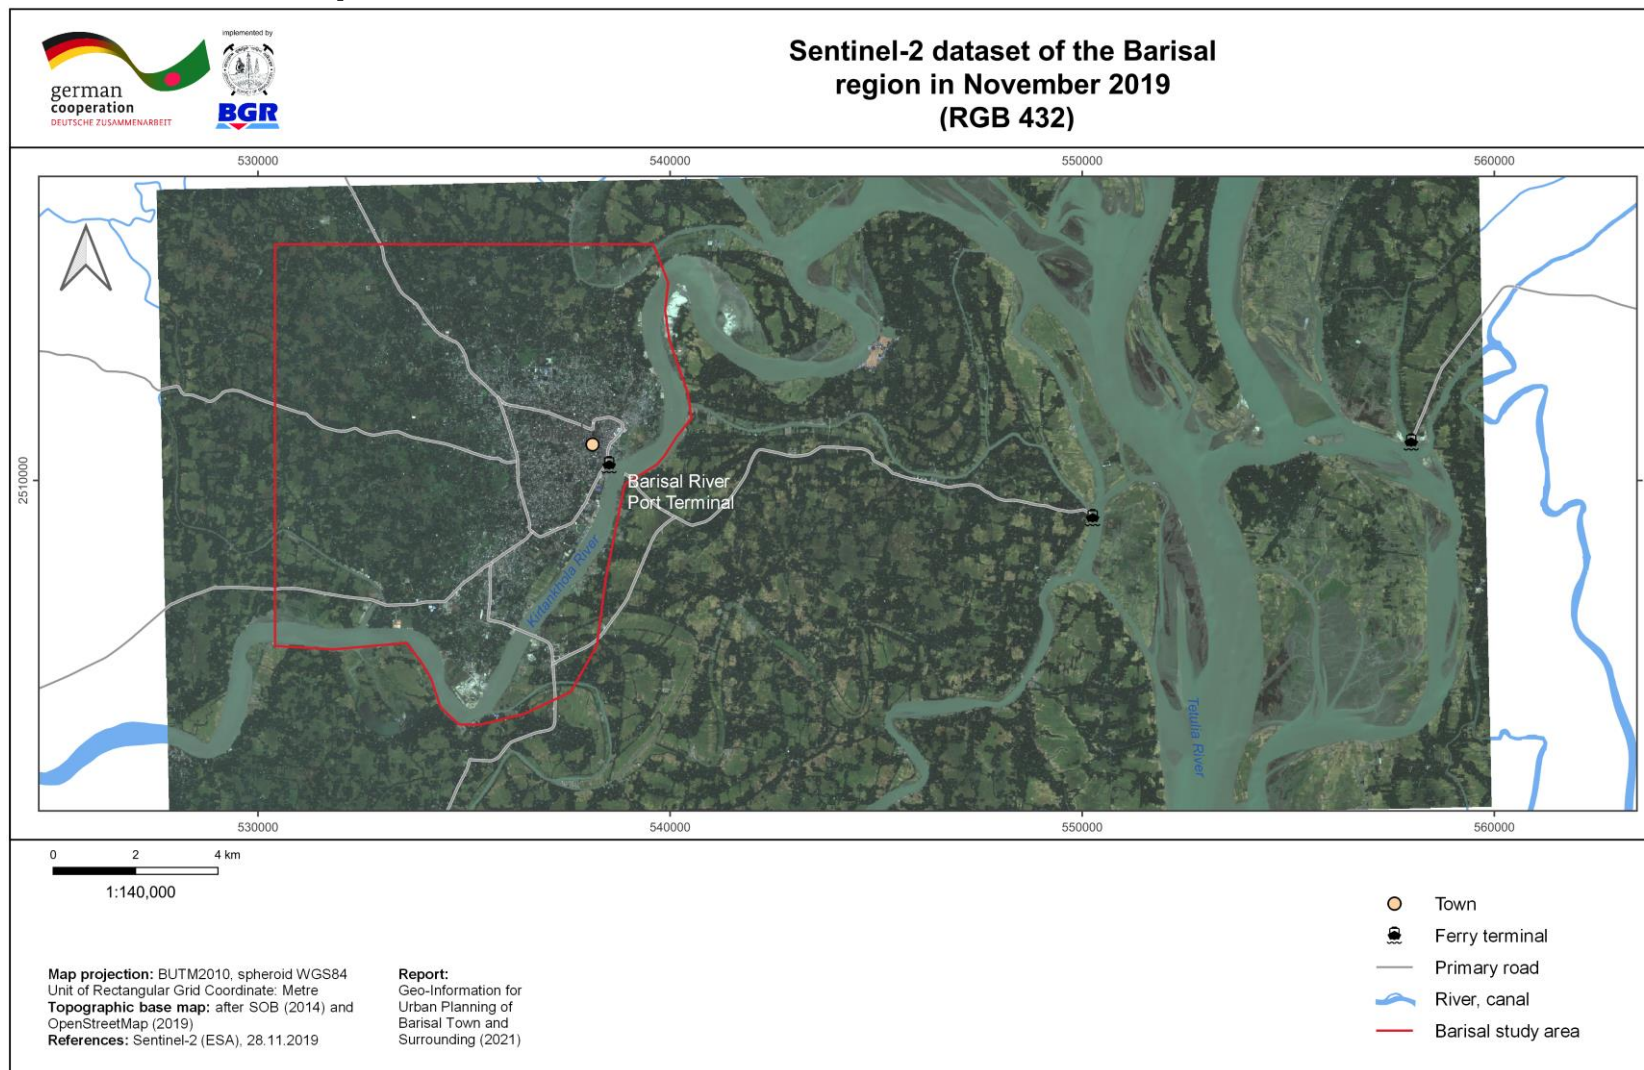 implemented by
german
cooperation
DEUTSCHE ZUSAMMENARBEIT
BGR
Sentinel-2 dataset of the Barisal
region in November 2019
(RGB 432)
530000
540000
550000
560000
2510000
Barisal River
Port Terminal
Kirtankhola River
Tetulia River
530000
540000
550000
560000
0 2 4 km
1:140,000
Town
Ferry terminal
Primary road
River, canal
Barisal study area
Map projection: BUTM2010, spheroid WGS84
Unit of Rectangular Grid Coordinate: Metre
Topographic base map: after SOB (2014) and
OpenStreetMap (2019)
References: Sentinel-2 (ESA), 28.11.2019
Report:
Geo-Information for
Urban Planning of
Barisal Town and
Surrounding (2021)